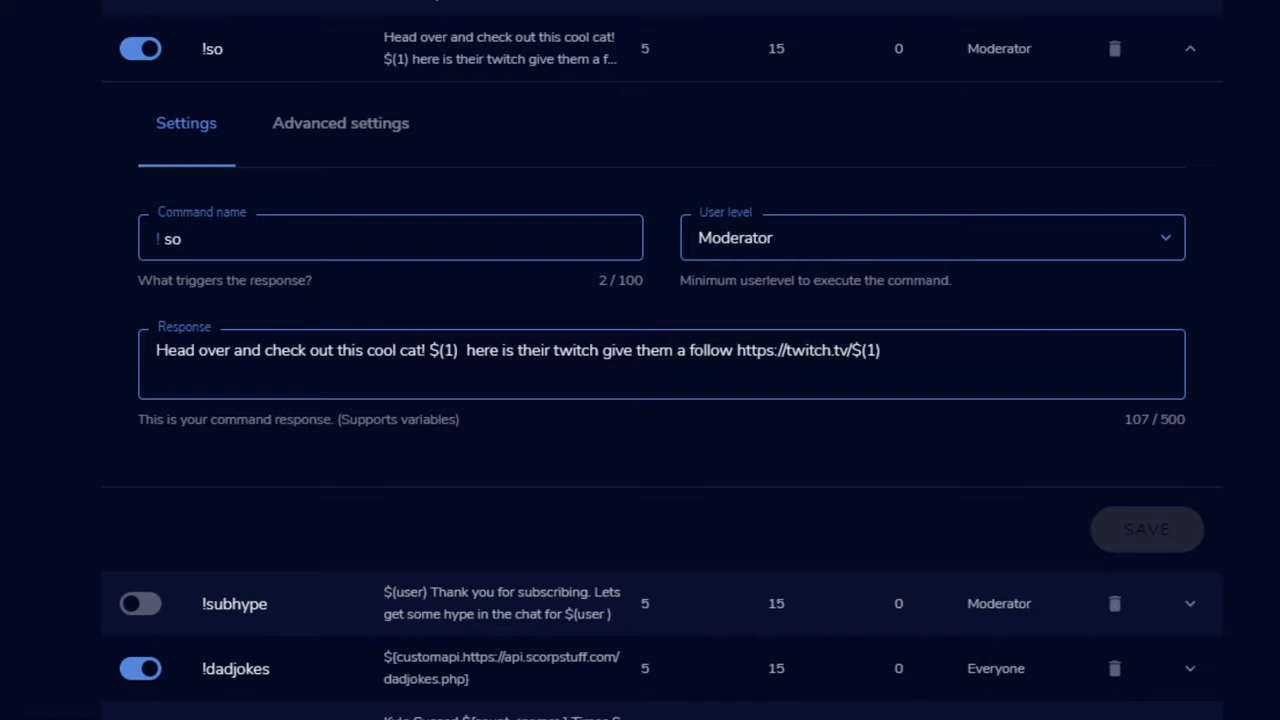 !so
Head over and check out this cool cat!
$(1) here is their twitch give them a f...
5
15
0
Moderator
Settings
Advanced settings
Command name
! so
User level
Moderator
What triggers the response?
2 / 100
Minimum userlevel to execute the command.
Response
Head over and check out this cool cat! $(1)  here is their twitch give them a follow https://twitch.tv/$(1)
This is your command response. (Supports variables)
107 / 500
SAVE
!subhype
$(user) Thank you for subscribing. Lets
get some hype in the chat for $(user )
5
15
0
Moderator
!dadjokes
${customapi.https://api.scorpstuff.com/
dadjokes.php}
5
15
0
Everyone